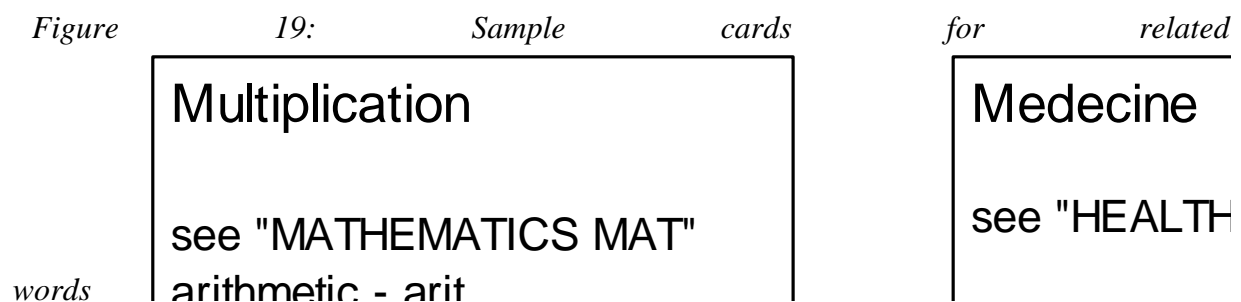 Figure 19: Sample cards for related
words
Multiplication
see "MATHEMATICS MAT"
arithmetic - arit
Medecine
see "HEALTH